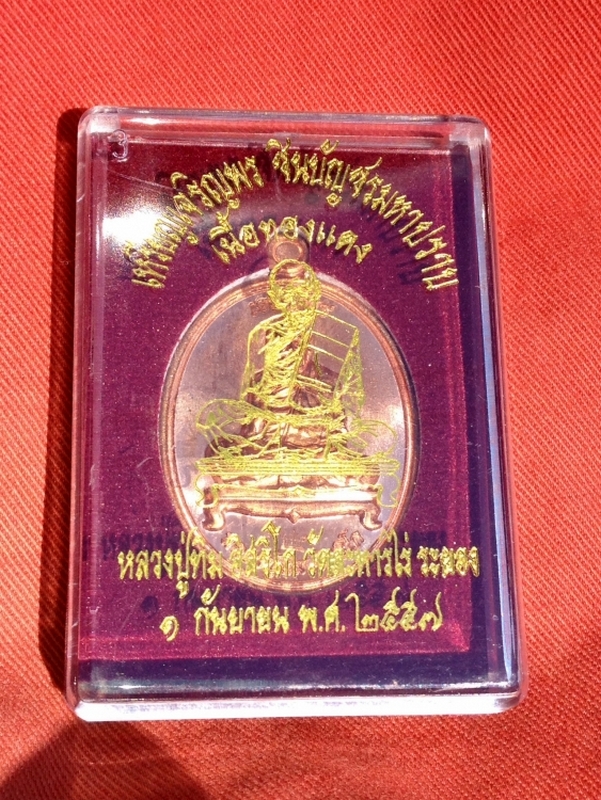 เหรียญเจริญพร ชินบัญชรมหาปราบ
เนื้อทองแดง
หลวงปู่ทิม อิสริโก วัดละหารไร่ ระยอง
๑ กันยายน พ.ศ. ๒๕๕๗